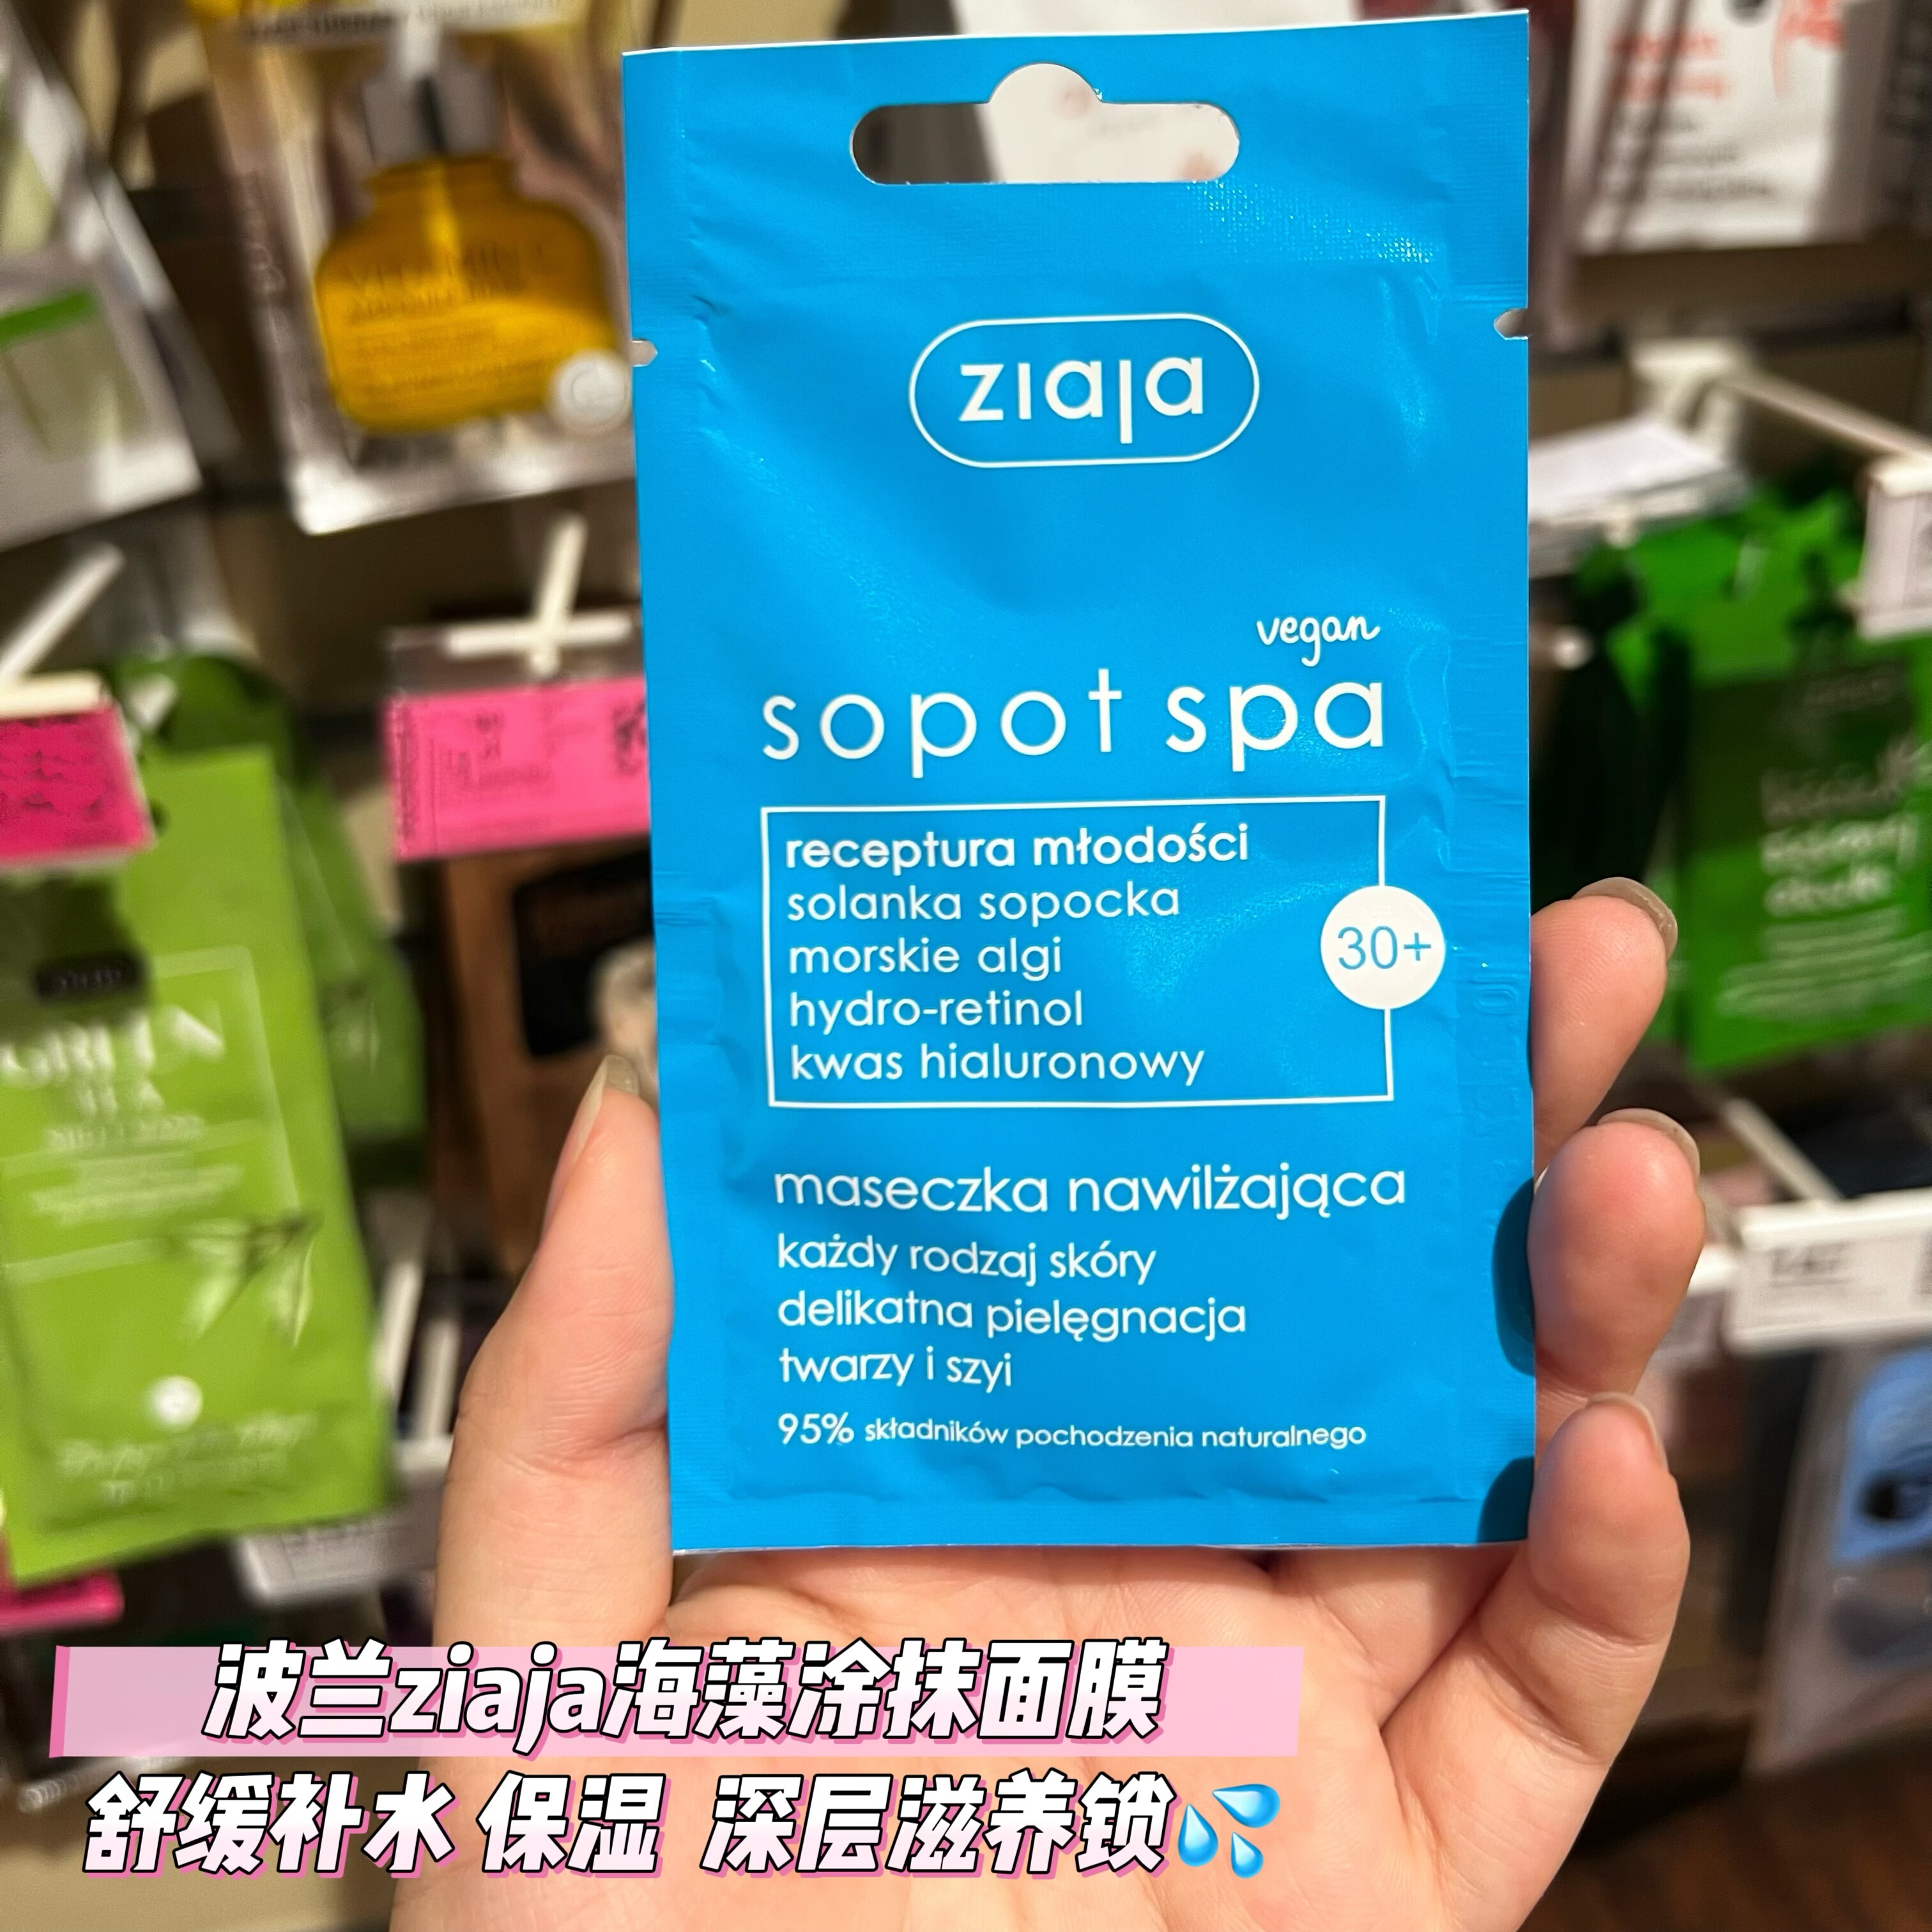 ziaja
vegan
sopot spa
receptura młodości
solanka sopocka
morskie algi
hydro-retinol
kwas hialuronowy
30+
maseczka nawilżająca
każdy rodzaj skóry
delikatna pielęgnacja
twarzy i szyi
95% składników pochodzenia naturalnego
GREEN
TEA
波兰ziaja海藻涂抹面膜
舒缓补水 保湿 深层滋养锁💦